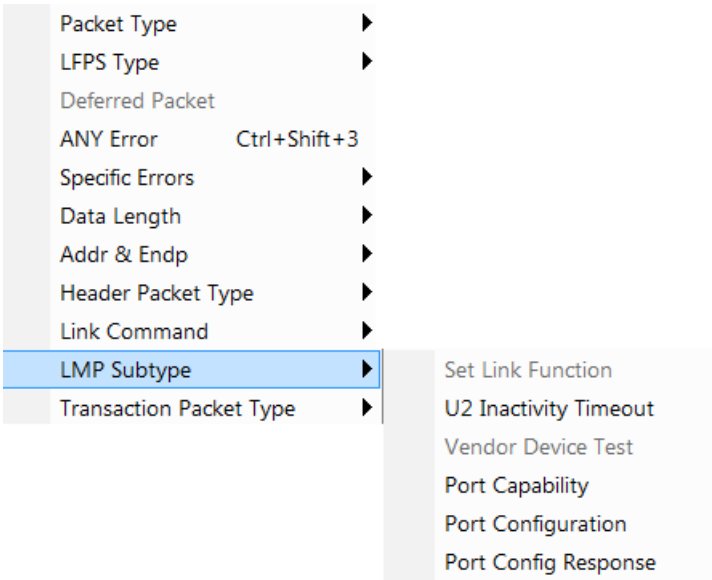 Packet Type
LFPS Type
Deferred Packet
ANY Error Ctrl+Shift+3
Specific Errors
Data Length
Addr & Endp
Header Packet Type
Link Command
LMP Subtype
Transaction Packet Type
Set Link Function
U2 Inactivity Timeout
Vendor Device Test
Port Capability
Port Configuration
Port Config Response